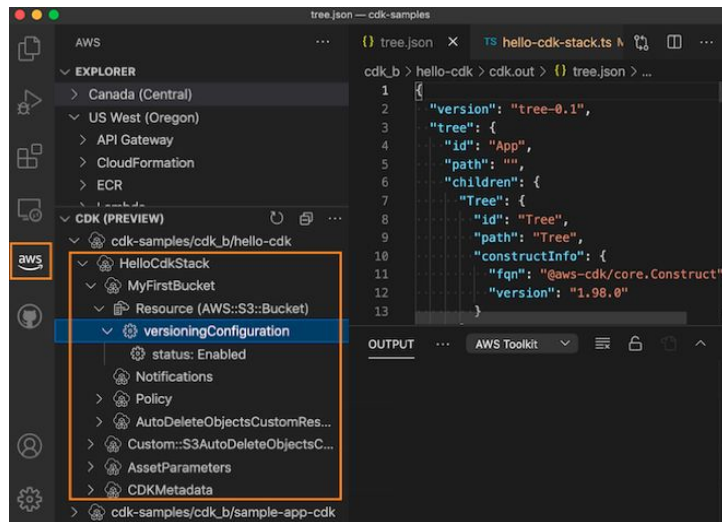 tree.json — cdk-samples
AWS
EXPLORER
Canada (Central)
US West (Oregon)
API Gateway
CloudFormation
ECR
CDK (PREVIEW)
cdk-samples/cdk_b/hello-cdk
HelloCdkStack
MyFirstBucket
Resource (AWS::S3::Bucket)
versioningConfiguration
status: Enabled
Notifications
Policy
AutoDeleteObjectsCustomRes...
Custom::S3AutoDeleteObjectsC...
AssetParameters
CDKMetadata
cdk-samples/cdk_b/sample-app-cdk
aws
{} tree.json TS hello-cdk-stack.ts
cdk_b > hello-cdk > cdk.out > {} tree.json > ...
1 {
2 "version": "tree-0.1",
3 "tree": {
4 "id": "App",
5 "path": "",
6 "children": {
7 "Tree": {
8 "id": "Tree",
9 "path": "Tree",
10 "constructInfo": {
11 "fqn": "@aws-cdk/core.Construct"
12 "version": "1.98.0"
13 }
OUTPUT ... AWS Toolkit